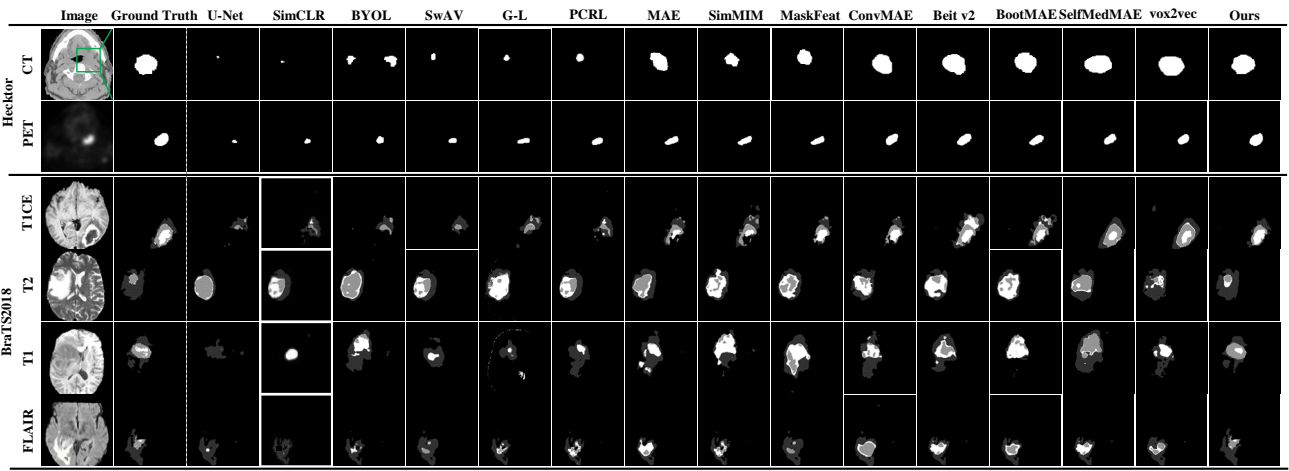 Image Ground Truth U-Net SimCLR BYOL SwAV G-L PCRL MAE SimMIM MaskFeat ConvMAE Beit v2 BootMAE SelfMedMAE vox2vec Ours
Hecktor
CT
PET
BraTS2018
T1CE
T2
T1
FLAIR